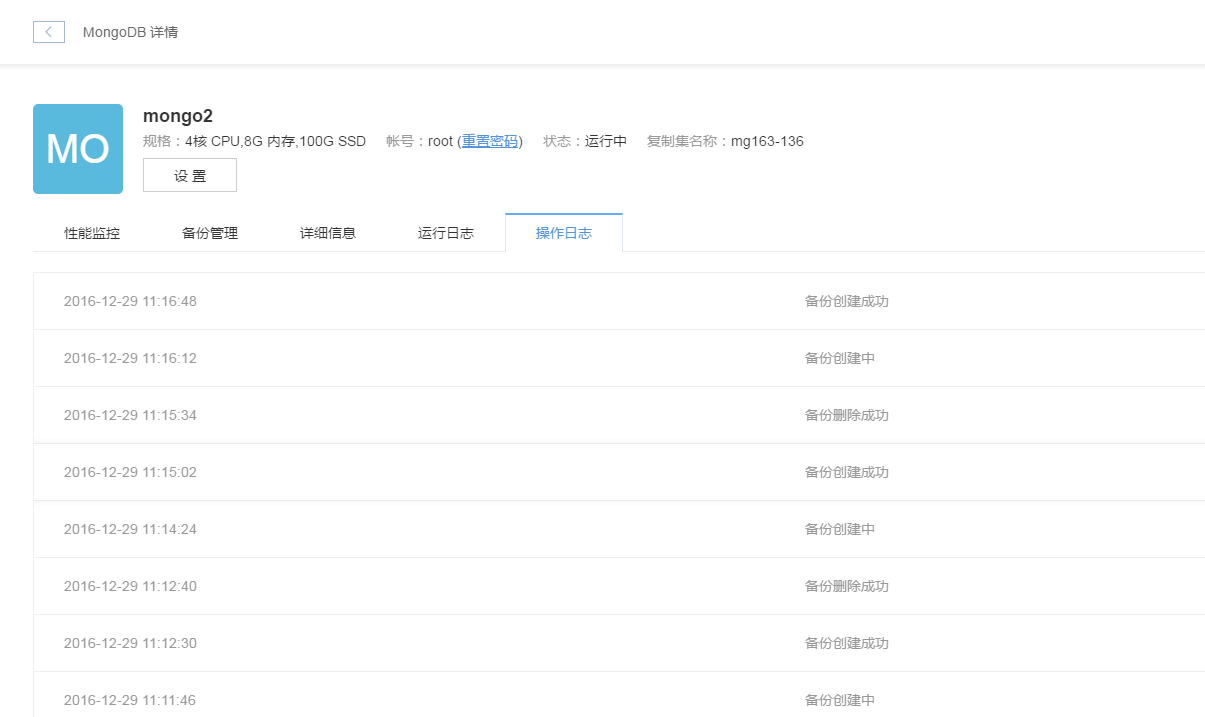 MongoDB 详情
MO
mongo2
规格：4核 CPU,8G 内存,100G SSD 帐号：root (重置密码) 状态：运行中 复制集名称：mg163-136
设 置
性能监控 备份管理 详细信息 运行日志 操作日志
2016-12-29 11:16:48 备份创建成功
2016-12-29 11:16:12 备份创建中
2016-12-29 11:15:34 备份删除成功
2016-12-29 11:15:02 备份创建成功
2016-12-29 11:14:24 备份创建中
2016-12-29 11:12:40 备份删除成功
2016-12-29 11:12:30 备份创建成功
2016-12-29 11:11:46 备份创建中